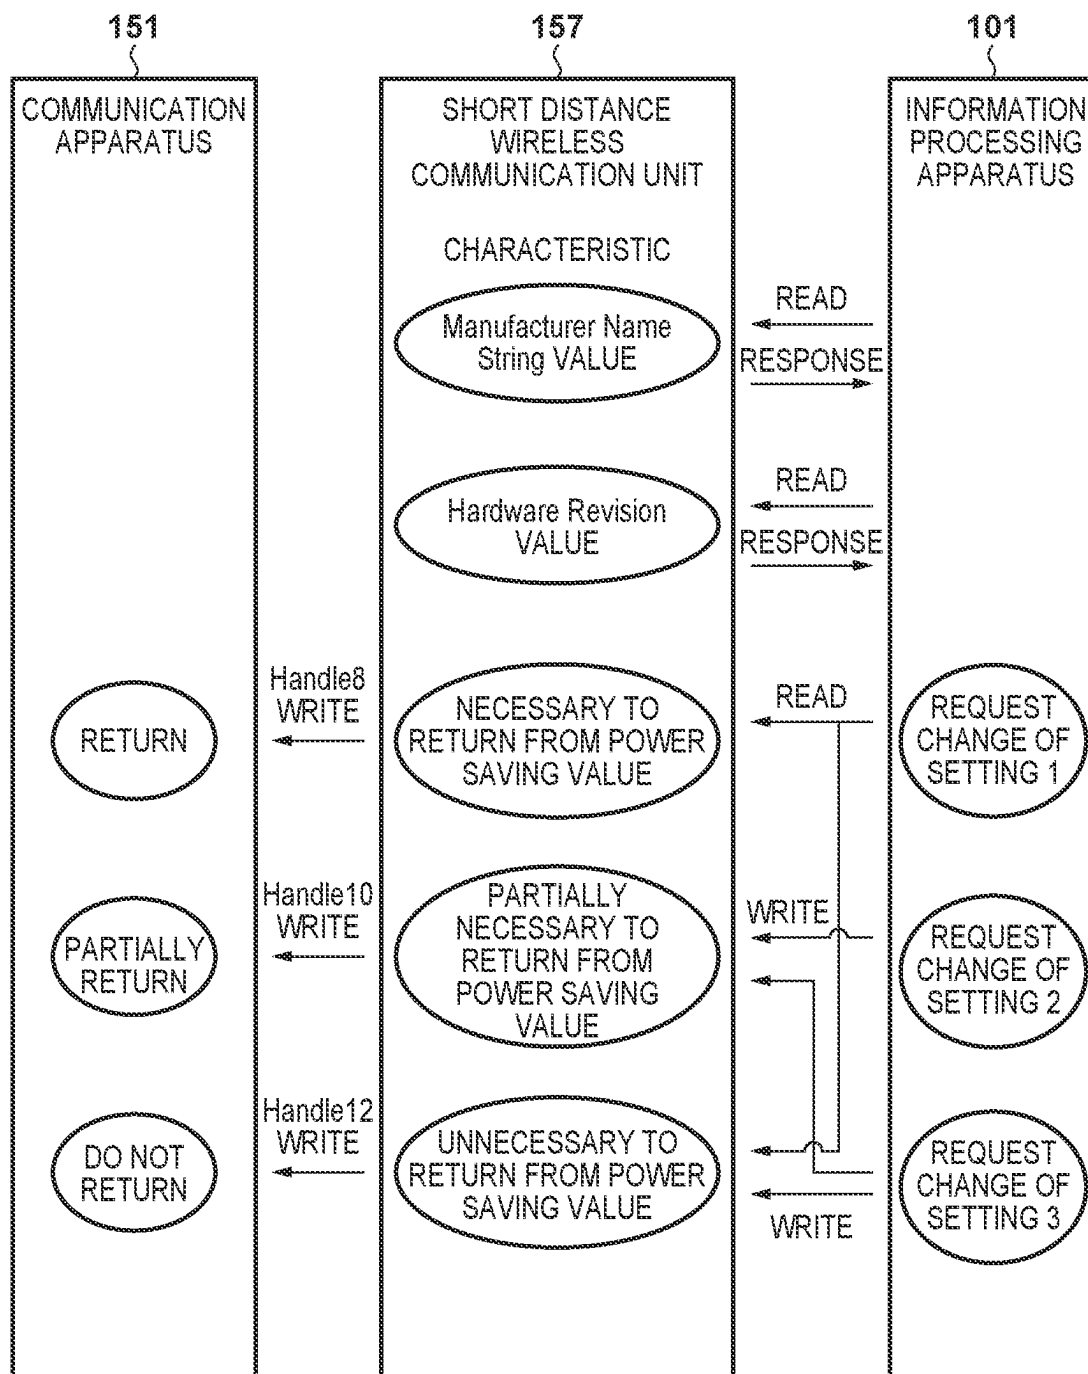 151
157
101
COMMUNICATION
APPARATUS
SHORT DISTANCE
WIRELESS
COMMUNICATION UNIT
INFORMATION
PROCESSING
APPARATUS
CHARACTERISTIC
Manufacturer Name
String VALUE
READ
RESPONSE
Hardware Revision
VALUE
READ
RESPONSE
RETURN
Handle8
WRITE
NECESSARY TO
RETURN FROM POWER
SAVING VALUE
READ
REQUEST
CHANGE OF
SETTING 1
PARTIALLY
RETURN
Handle10
WRITE
PARTIALLY
NECESSARY TO
RETURN FROM
POWER SAVING
VALUE
WRITE
REQUEST
CHANGE OF
SETTING 2
DO NOT
RETURN
Handle12
WRITE
UNNECESSARY TO
RETURN FROM POWER
SAVING VALUE
WRITE
REQUEST
CHANGE OF
SETTING 3